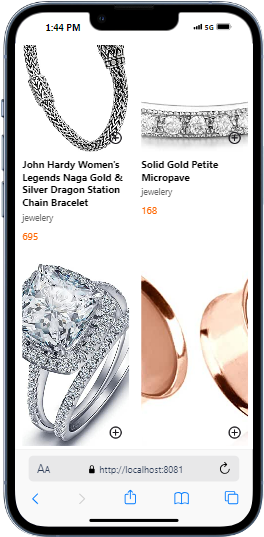 1:44 PM
5G
John Hardy Women's
Legends Naga Gold &
Silver Dragon Station
Chain Bracelet
jewelery
695
Solid Gold Petite
Micropave
jewelery
168
AA
http://localhost:8081